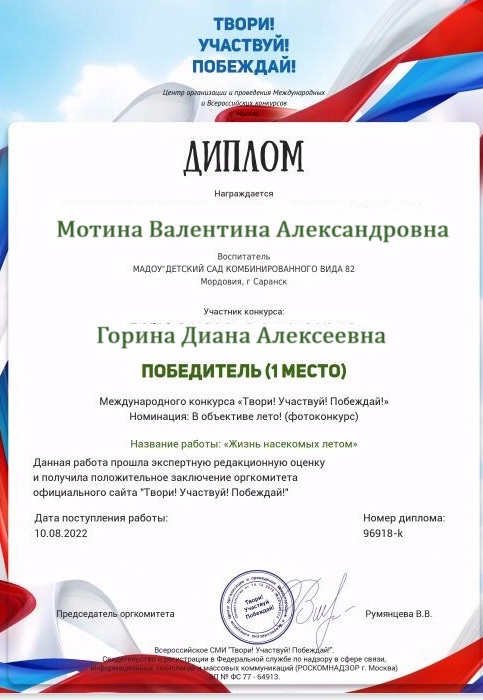 ТВОРИ!
УЧАСТВУЙ!
ПОБЕЖДАЙ!
Центр организации и проведения Международных
и Всероссийских конкурсов
ДИПЛОМ
Награждается
Мотина Валентина Александровна
Воспитатель
МАДОУ"ДЕТСКИЙ САД КОМБИНИРОВАННОГО ВИДА 82
Мордовия, г Саранск
Участник конкурса:
Горина Диана Алексеевна
ПОБЕДИТЕЛЬ (1 МЕСТО)
Международного конкурса «Твори! Участвуй! Побеждай!»
Номинация: В объективе лето! (фотоконкурс)
Название работы: «Жизнь насекомых летом»
Данная работа прошла экспертную редакционную оценку
и получила положительное заключение оргкомитета
официального сайта "Твори! Участвуй! Побеждай!"
Дата поступления работы:
10.08.2022
Номер диплома:
96918-k
Председатель оргкомитета
Твори!
Участвуй!
Побеждай!
Румянцева В.В.
Всероссийское СМИ "Твори! Участвуй! Побеждай!".
Свидетельство о регистрации в Федеральной службе по надзору в сфере связи,
информационных технологий и массовых коммуникаций (РОСКОМНАДЗОР г. Москва)
ЭЛ № ФС 77 - 64913.